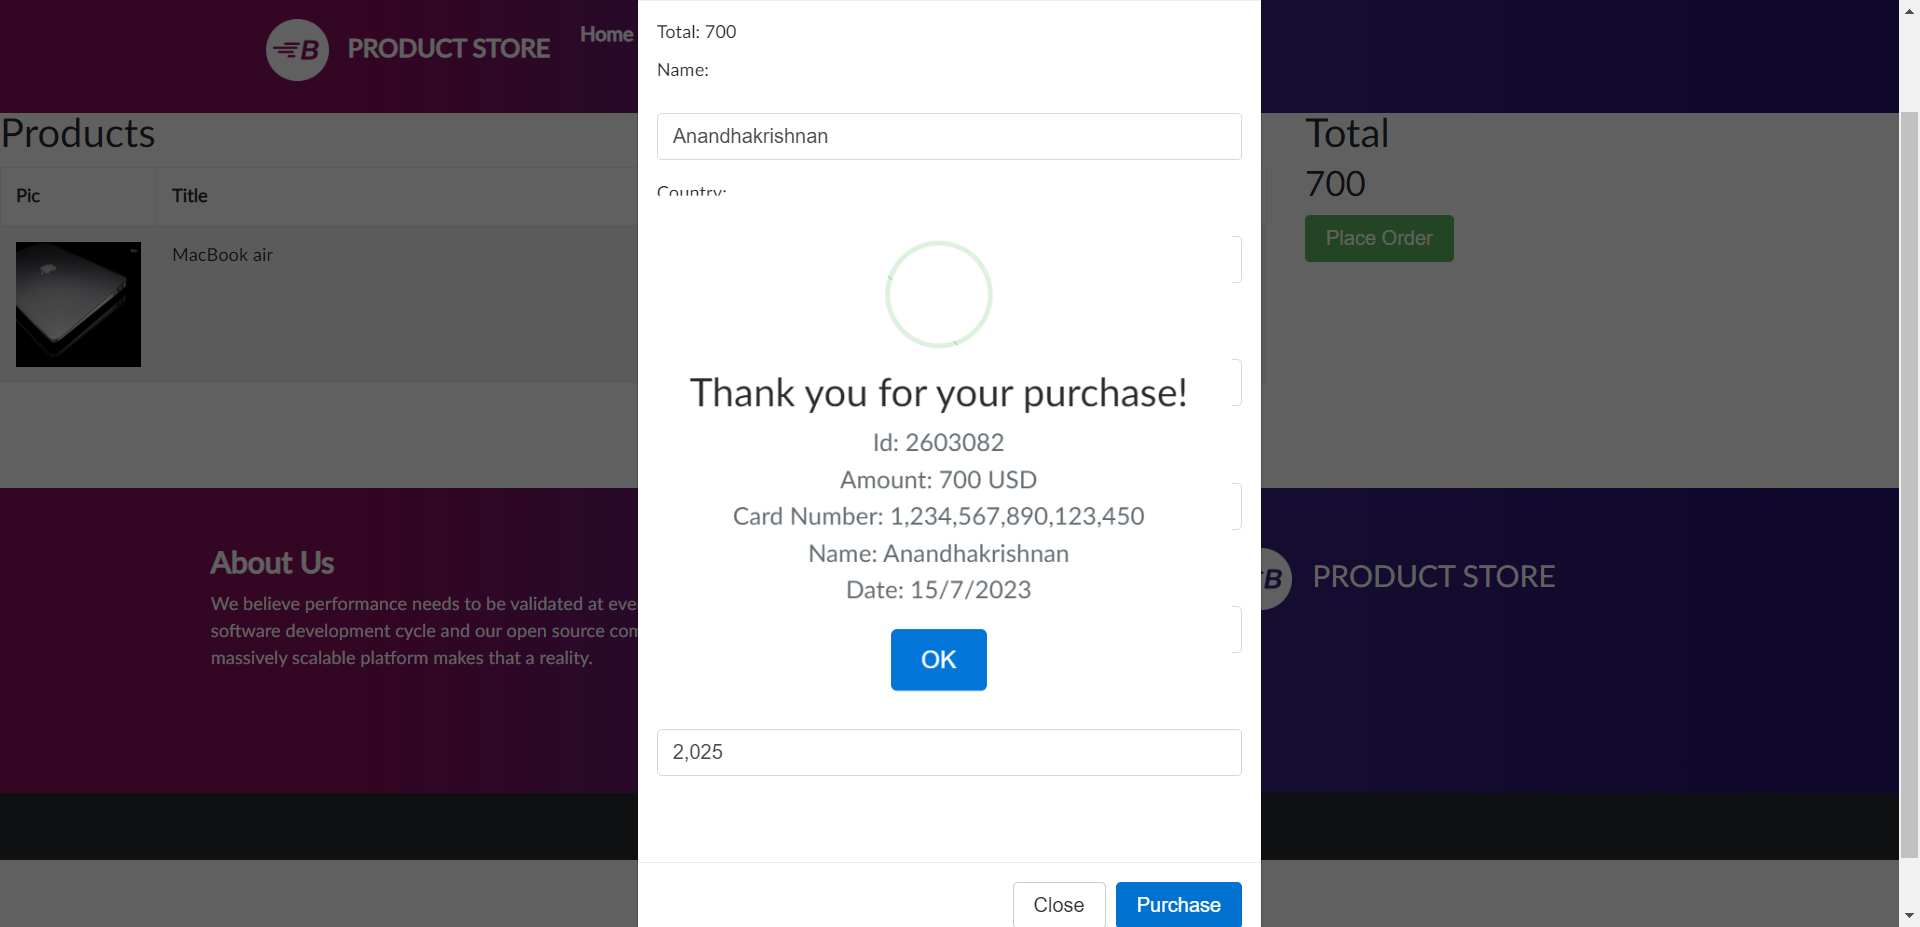 B PRODUCT STORE
Home
Products
Pic
Title
MacBook air
Total: 700
Name:
Anandhakrishnan
Country:
Thank you for your purchase!
Id: 2603082
Amount: 700 USD
Card Number: 1,234,567,890,123,450
Name: Anandhakrishnan
Date: 15/7/2023
OK
2,025
Close
Purchase
Total
700
Place Order
About Us
We believe performance needs to be validated at eve
software development cycle and our open source com
massively scalable platform makes that a reality.
B PRODUCT STORE